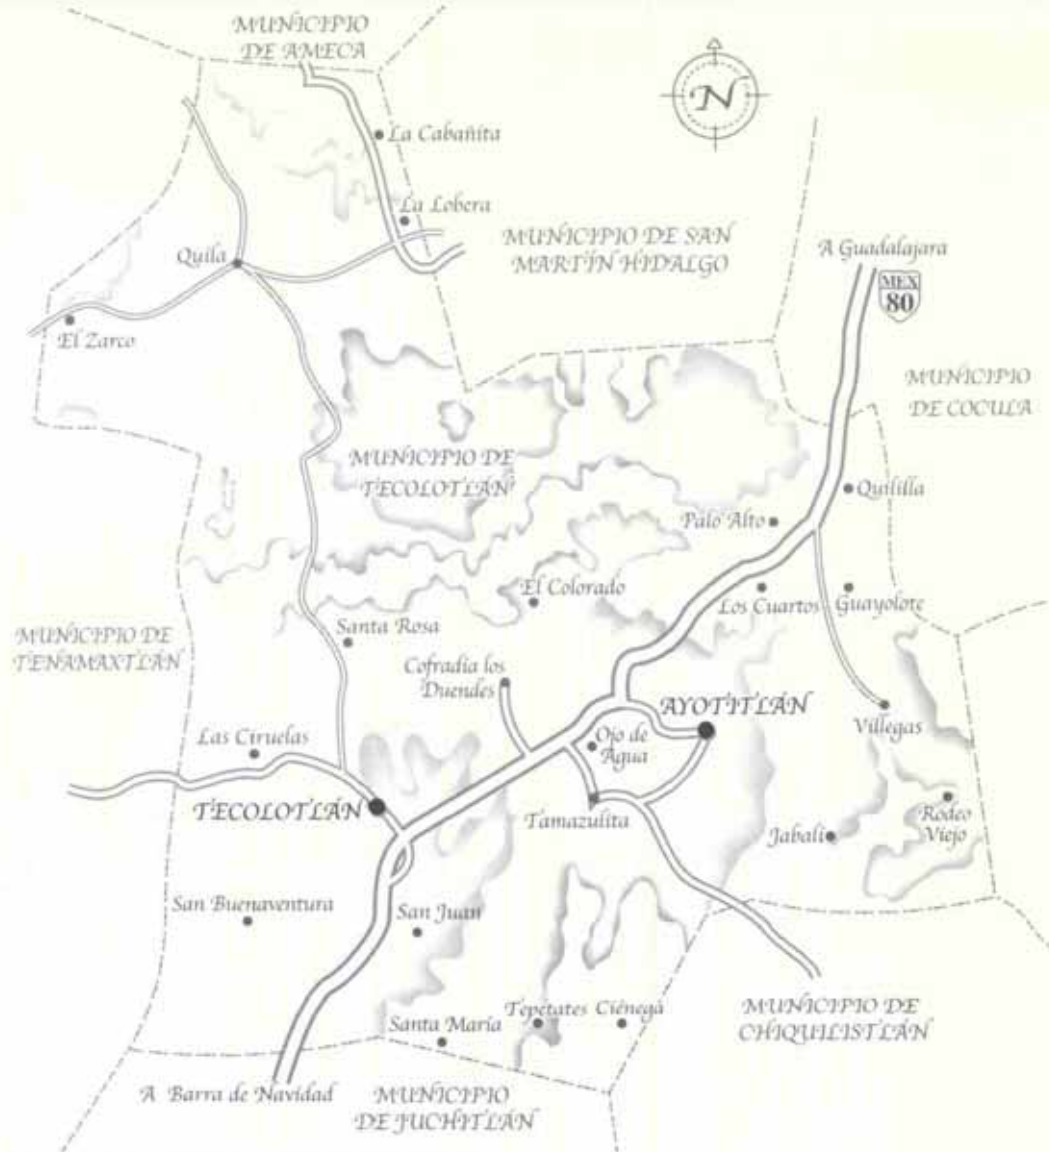 MUNICIPIO
DE AMECA
N
La Cabañita
La Lobera
MUNICIPIO DE SAN
MARTÍN HIDALGO
A Guadalajara
Quila
MEX
80
El Zarco
MUNICIPIO
DE COCULA
MUNICIPIO DE
TECOLOTLÁN
Quililla
Palo Alto
El Colorado
Los Cuartos
Guayolote
Santa Rosa
MUNICIPIO DE
TENAMAXTLÁN
Cofradía los
Duendes
AYOTITLÁN
Villegas
Las Ciruelas
Ojo de
Agua
TECOLOTLÁN
Tamazulita
Jabalí
Rodeo
Viejo
San Buenaventura
San Juan
Tepetates
Ciénega
Santa María
MUNICIPIO DE
CHIQUILISTLÁN
A Barra de Navidad
MUNICIPIO
DE JUCHITLÁN